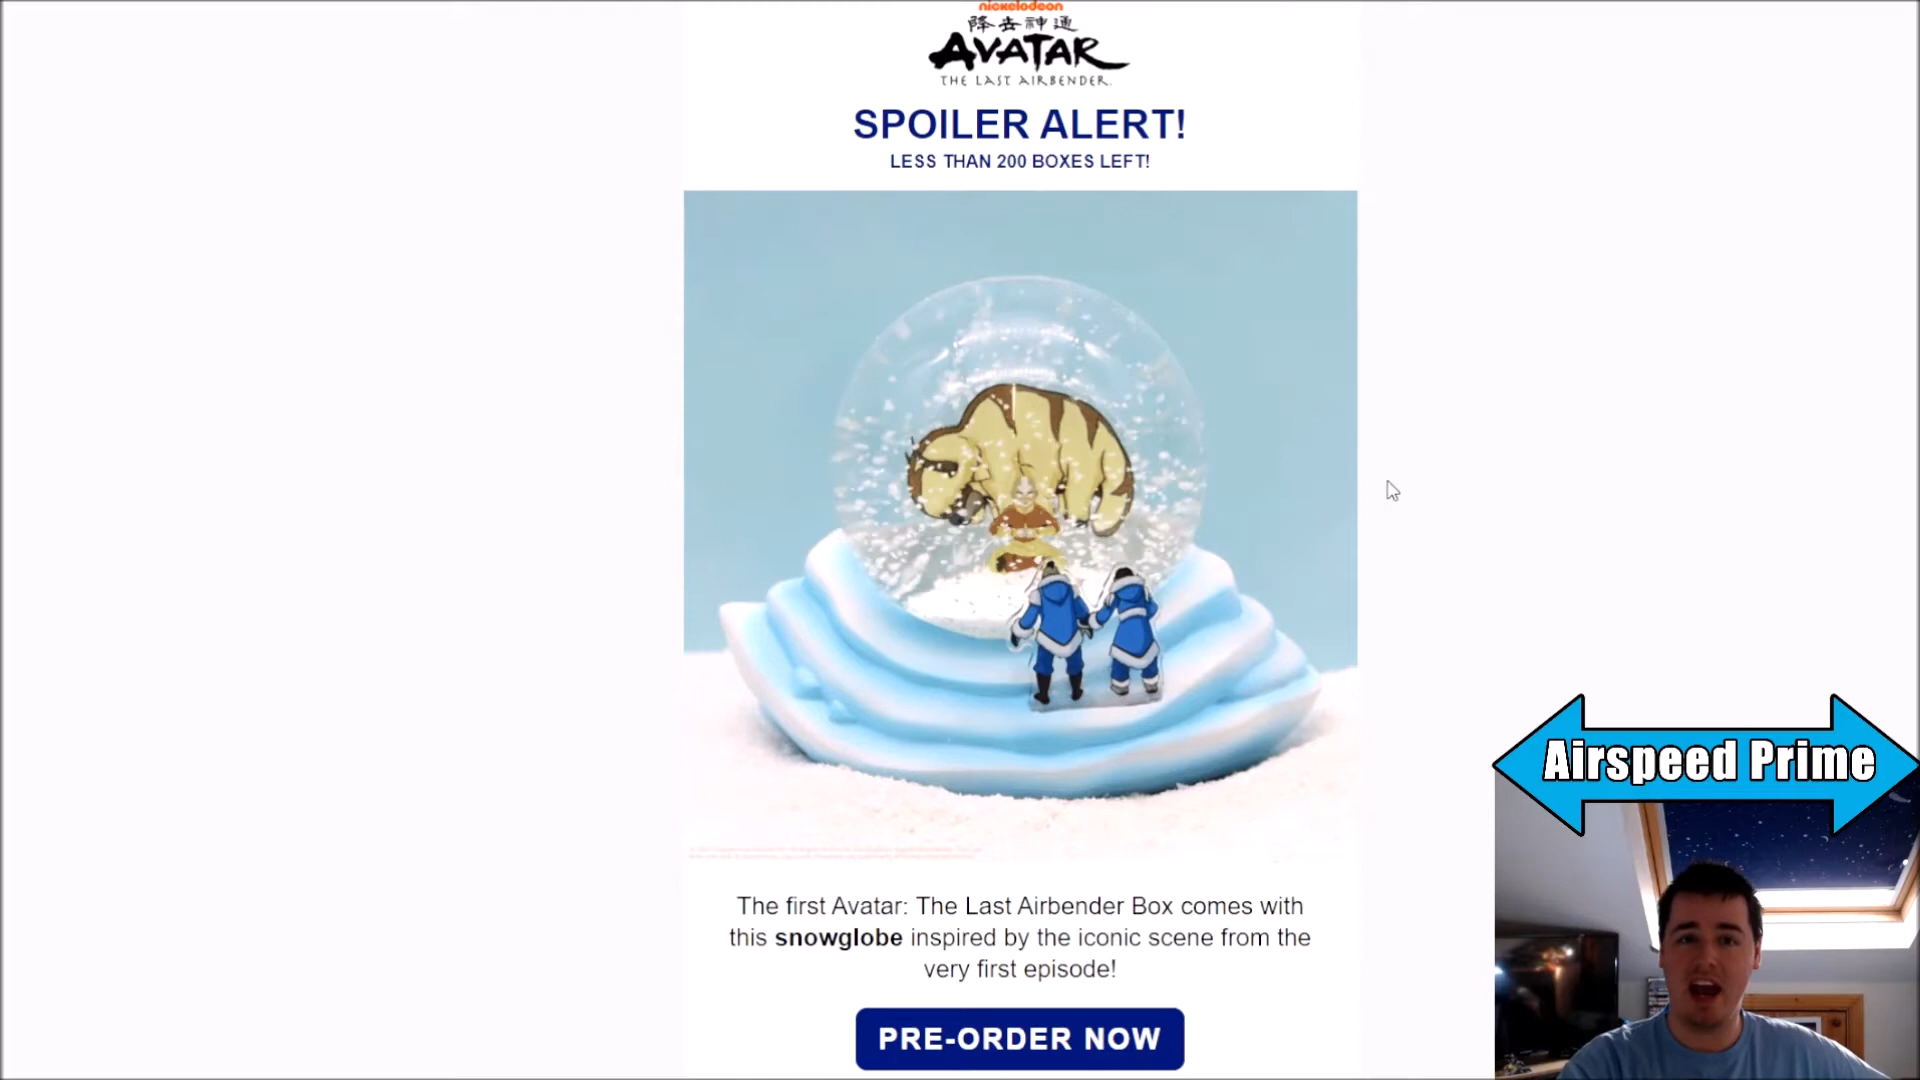 nickelodeon
降去神通
AVATAR
THE LAST AIRBENDER.
SPOILER ALERT!
LESS THAN 200 BOXES LEFT!
The first Avatar: The Last Airbender Box comes with
this snowglobe inspired by the iconic scene from the
very first episode!
PRE-ORDER NOW
Airspeed Prime